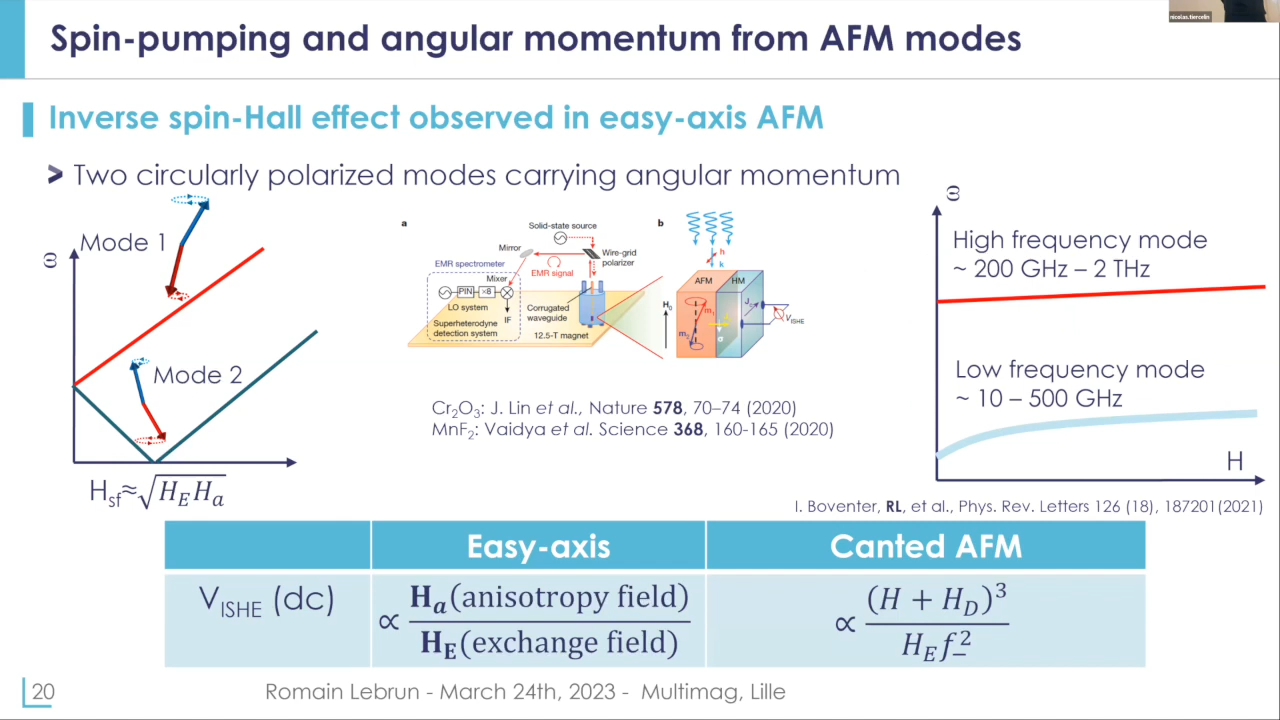 nicolas.tiercelin
Spin-pumping and angular momentum from AFM modes
Inverse spin-Hall effect observed in easy-axis AFM
> Two circularly polarized modes carrying angular momentum
ω
Mode 1
Mode 2
H_sf≈√(H_E H_a)
a
Solid-state source
Mirror
Wire-grid
polarizer
EMR spectrometer
EMR signal
Mixer
PIN
×8
LO system
IF
Superheterodyne
detection system
Corrugated
waveguide
12.5-T magnet
b
h
k
AFM
HM
H₀
m₁
m₂
σ
J_s
V_ISHE
Cr₂O₃: J. Lin et al., Nature 578, 70–74 (2020)
MnF₂: Vaidya et al. Science 368, 160-165 (2020)
ω
High frequency mode
~ 200 GHz – 2 THz
Low frequency mode
~ 10 – 500 GHz
H
I. Boventer, RL, et al., Phys. Rev. Letters 126 (18), 187201(2021)
Easy-axis
Canted AFM
V_ISHE (dc)
∝ H_a(anisotropy field) / H_E(exchange field)
∝ (H + H_D)³ / H_E f₋²
20
Romain Lebrun - March 24th, 2023 - Multimag, Lille